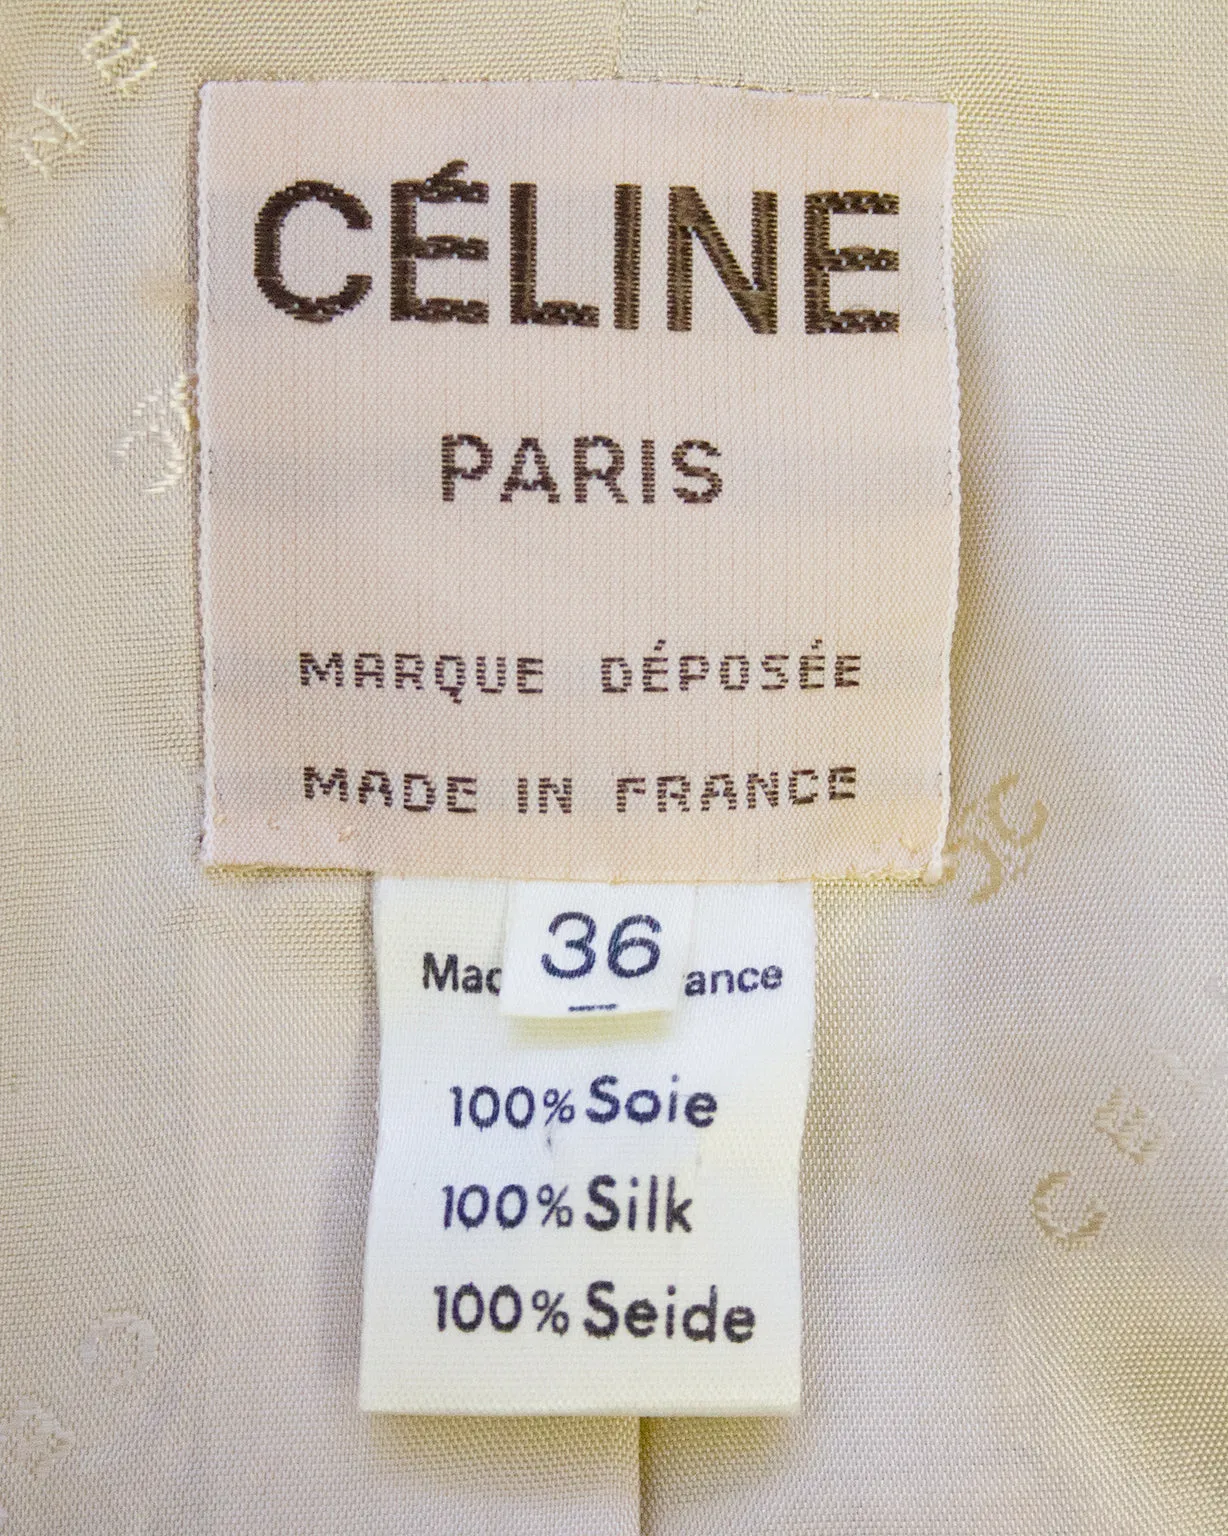 CÉLINE
PARIS
MARQUE DÉPOSÉE
MADE IN FRANCE
36
100% Soie
100% Silk
100% Seide